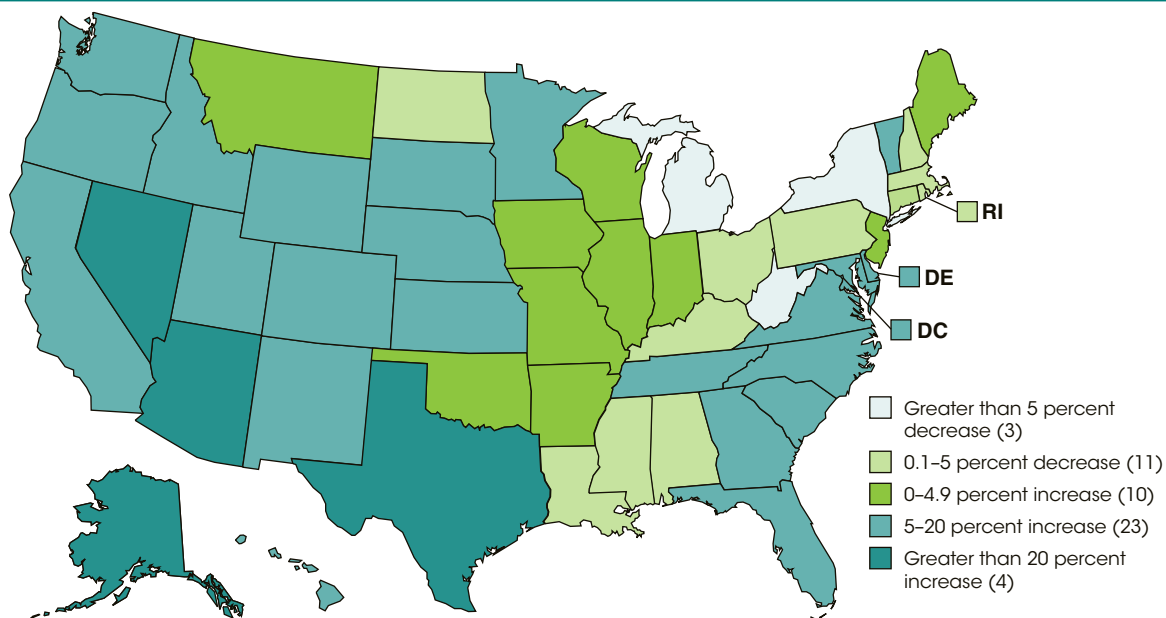 RI
DE
DC
Greater than 5 percent
decrease (3)
0.1–5 percent decrease (11)
0–4.9 percent increase (10)
5–20 percent increase (23)
Greater than 20 percent
increase (4)